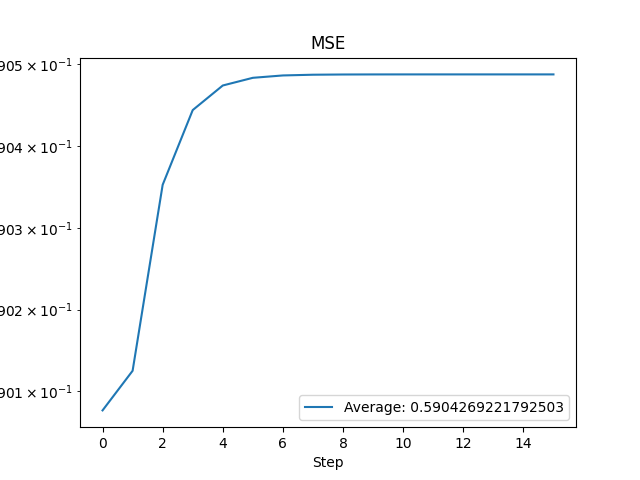 MSE
905 × 10⁻¹
904 × 10⁻¹
903 × 10⁻¹
902 × 10⁻¹
901 × 10⁻¹
Average: 0.5904269221792503
0 2 4 6 8 10 12 14
Step